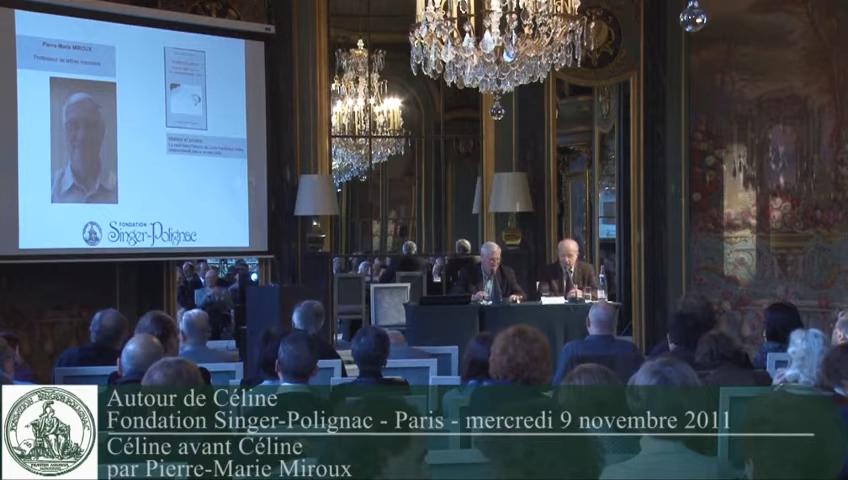 Pierre-Marie MIROUX
Professeur de lettres
FONDATION
Singer-Polignac
Autour de Céline
Fondation Singer-Polignac - Paris - mercredi 9 novembre 2011
Céline avant Céline
par Pierre-Marie Miroux